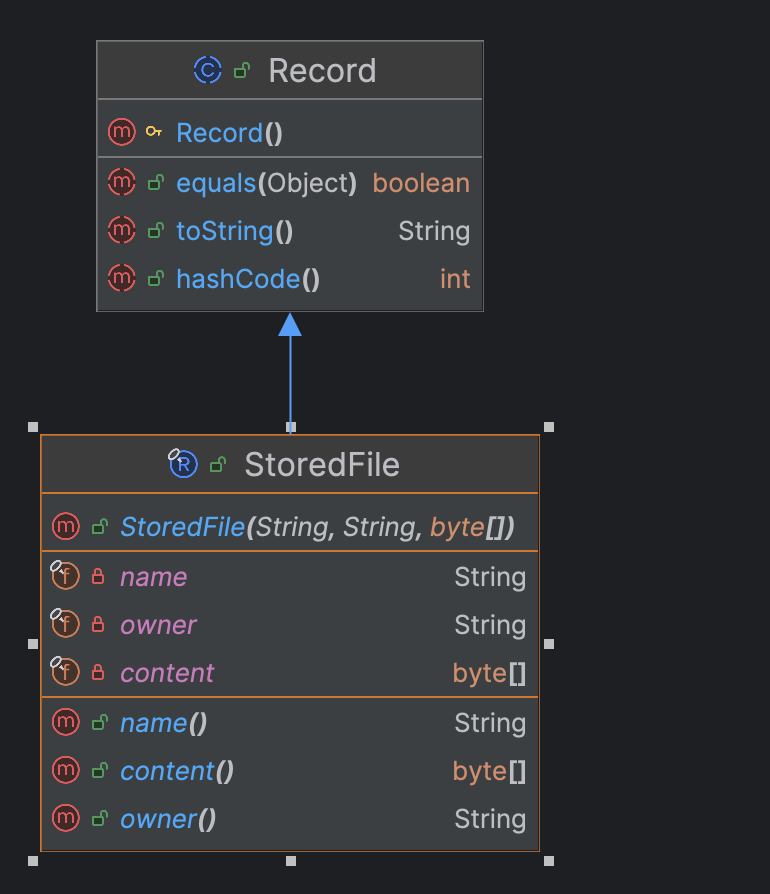 C Record
m Record()
m equals(Object) boolean
m toString() String
m hashCode() int
R StoredFile
m StoredFile(String, String, byte[])
f name String
f owner String
f content byte[]
m name() String
m content() byte[]
m owner() String